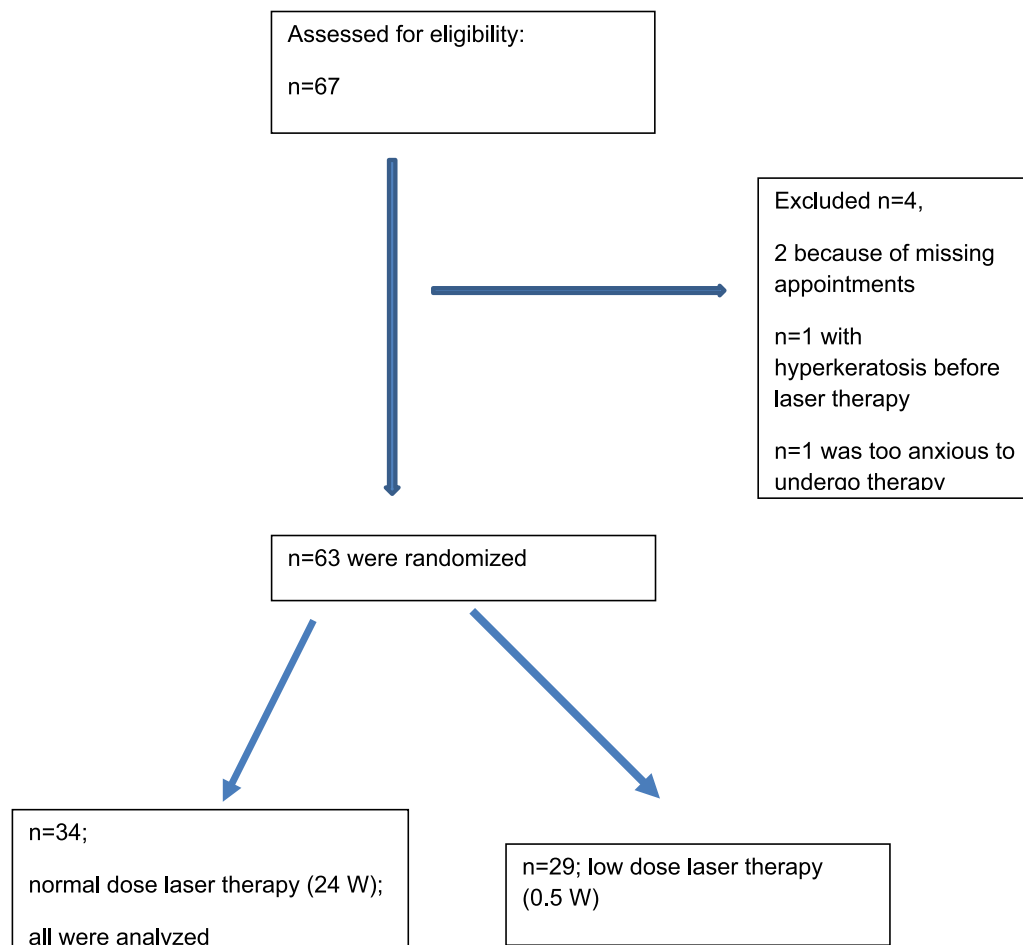 Assessed for eligibility:
n=67
Excluded n=4,
2 because of missing
appointments
n=1 with
hyperkeratosis before
laser therapy
n=1 was too anxious to
undergo therapy
n=63 were randomized
n=34;
normal dose laser therapy (24 W);
all were analyzed
n=29; low dose laser therapy
(0.5 W)